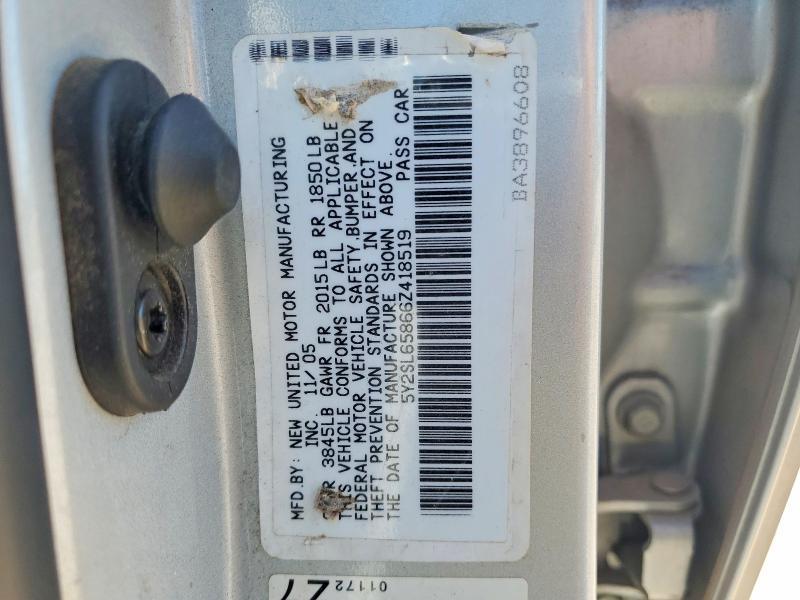 MFD.BY: NEW UNITED MOTOR MANUFACTURING
INC. 11/05
3845LB GAWR FR 2015LB RR 1850LB
THIS VEHICLE CONFORMS TO ALL APPLICABLE
FEDERAL MOTOR VEHICLE SAFETY,BUMPER,AND
THEFT PREVENTION STANDARDS IN EFFECT ON
THE DATE OF MANUFACTURE SHOWN ABOVE.
5Y2SL65866Z418519 PASS CAR
BA3896608
01172